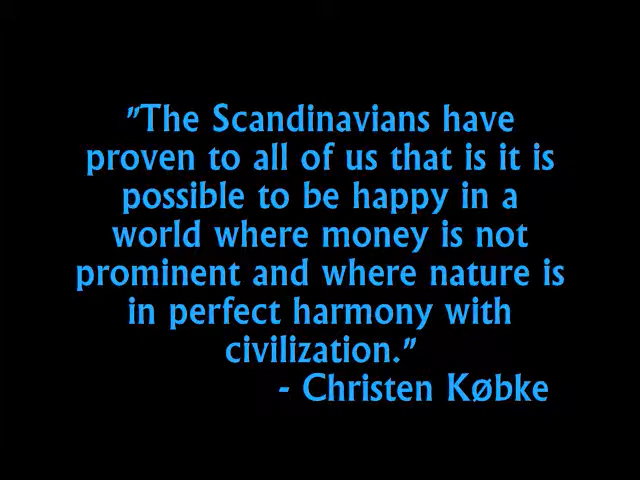 "The Scandinavians have
proven to all of us that is it is
possible to be happy in a
world where money is not
prominent and where nature is
in perfect harmony with
civilization."
- Christen Købke